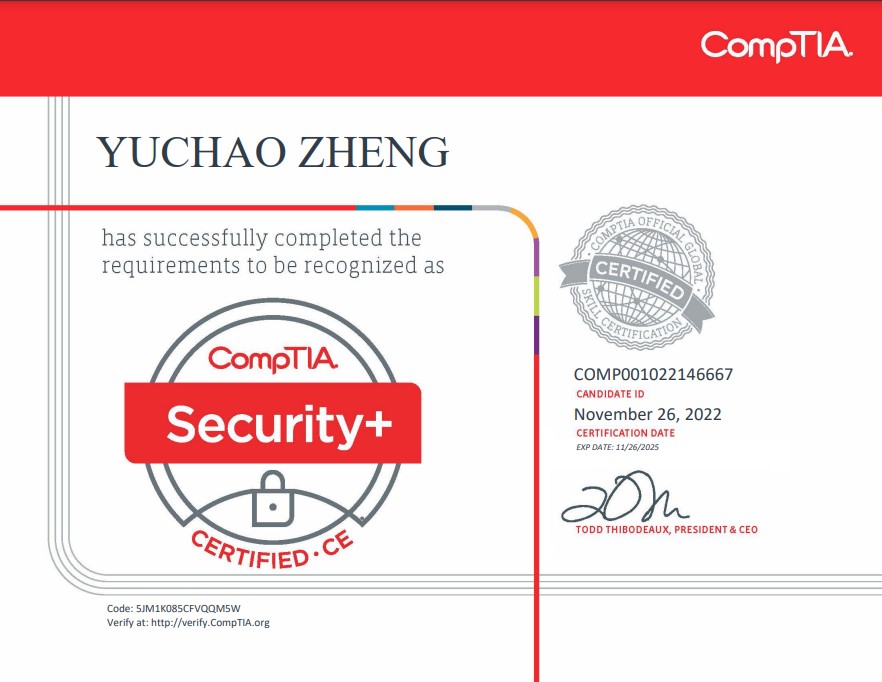 CompTIA.
YUCHAO ZHENG
has successfully completed the
requirements to be recognized as
CompTIA.
Security+
CERTIFIED · CE
COMPTIA OFFICIAL GLOBAL
CERTIFIED
SKILL CERTIFICATION
COMP001022146667
CANDIDATE ID
November 26, 2022
CERTIFICATION DATE
EXP DATE: 11/26/2025
TODD THIBODEAUX, PRESIDENT & CEO
Code: 5JM1K085CFVQQM5W
Verify at: http://verify.CompTIA.org